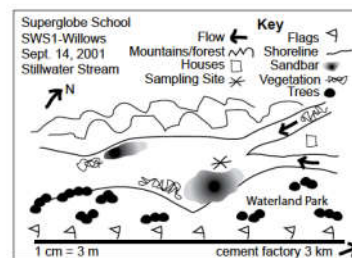 Superglobe School
SWS1-Willows
Sept. 14, 2001
Stillwater Stream
N
Key
Flow
Mountains/forest
Houses
Sampling Site
Flags
Shoreline
Sandbar
Vegetation
Trees
Waterland Park
1 cm = 3 m
cement factory 3 km